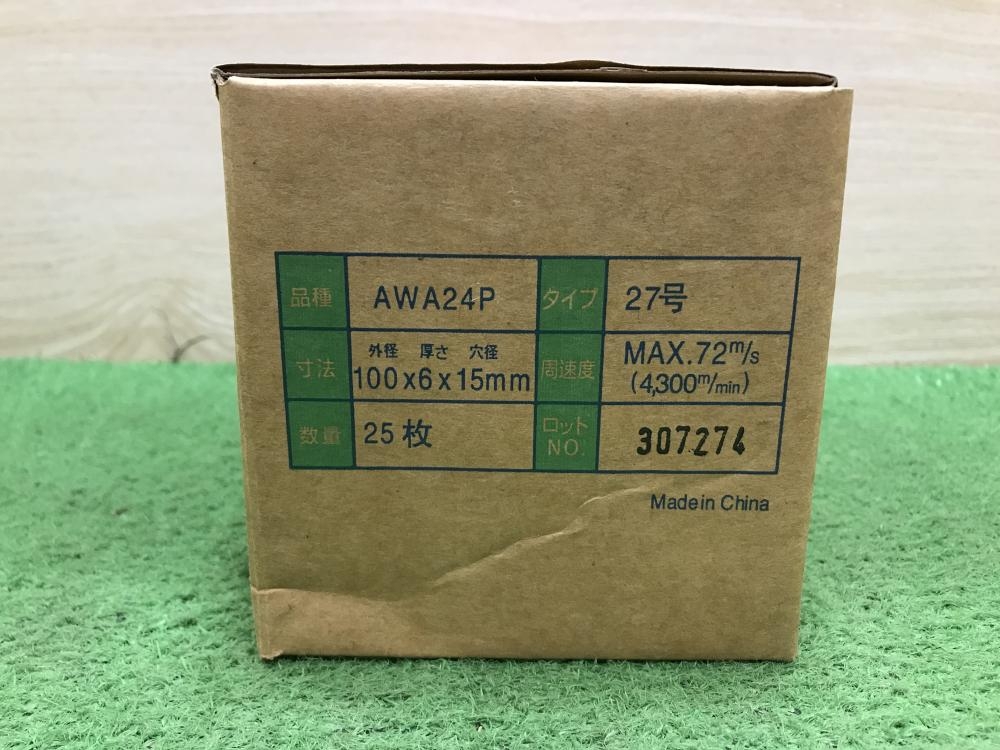 品種 AWA24P タイプ 27号
寸法 外径 厚さ 穴径 100x6x15mm 周速度 MAX.72m/s (4,300m/min)
数量 25枚 ロットNO. 307274
Made in China